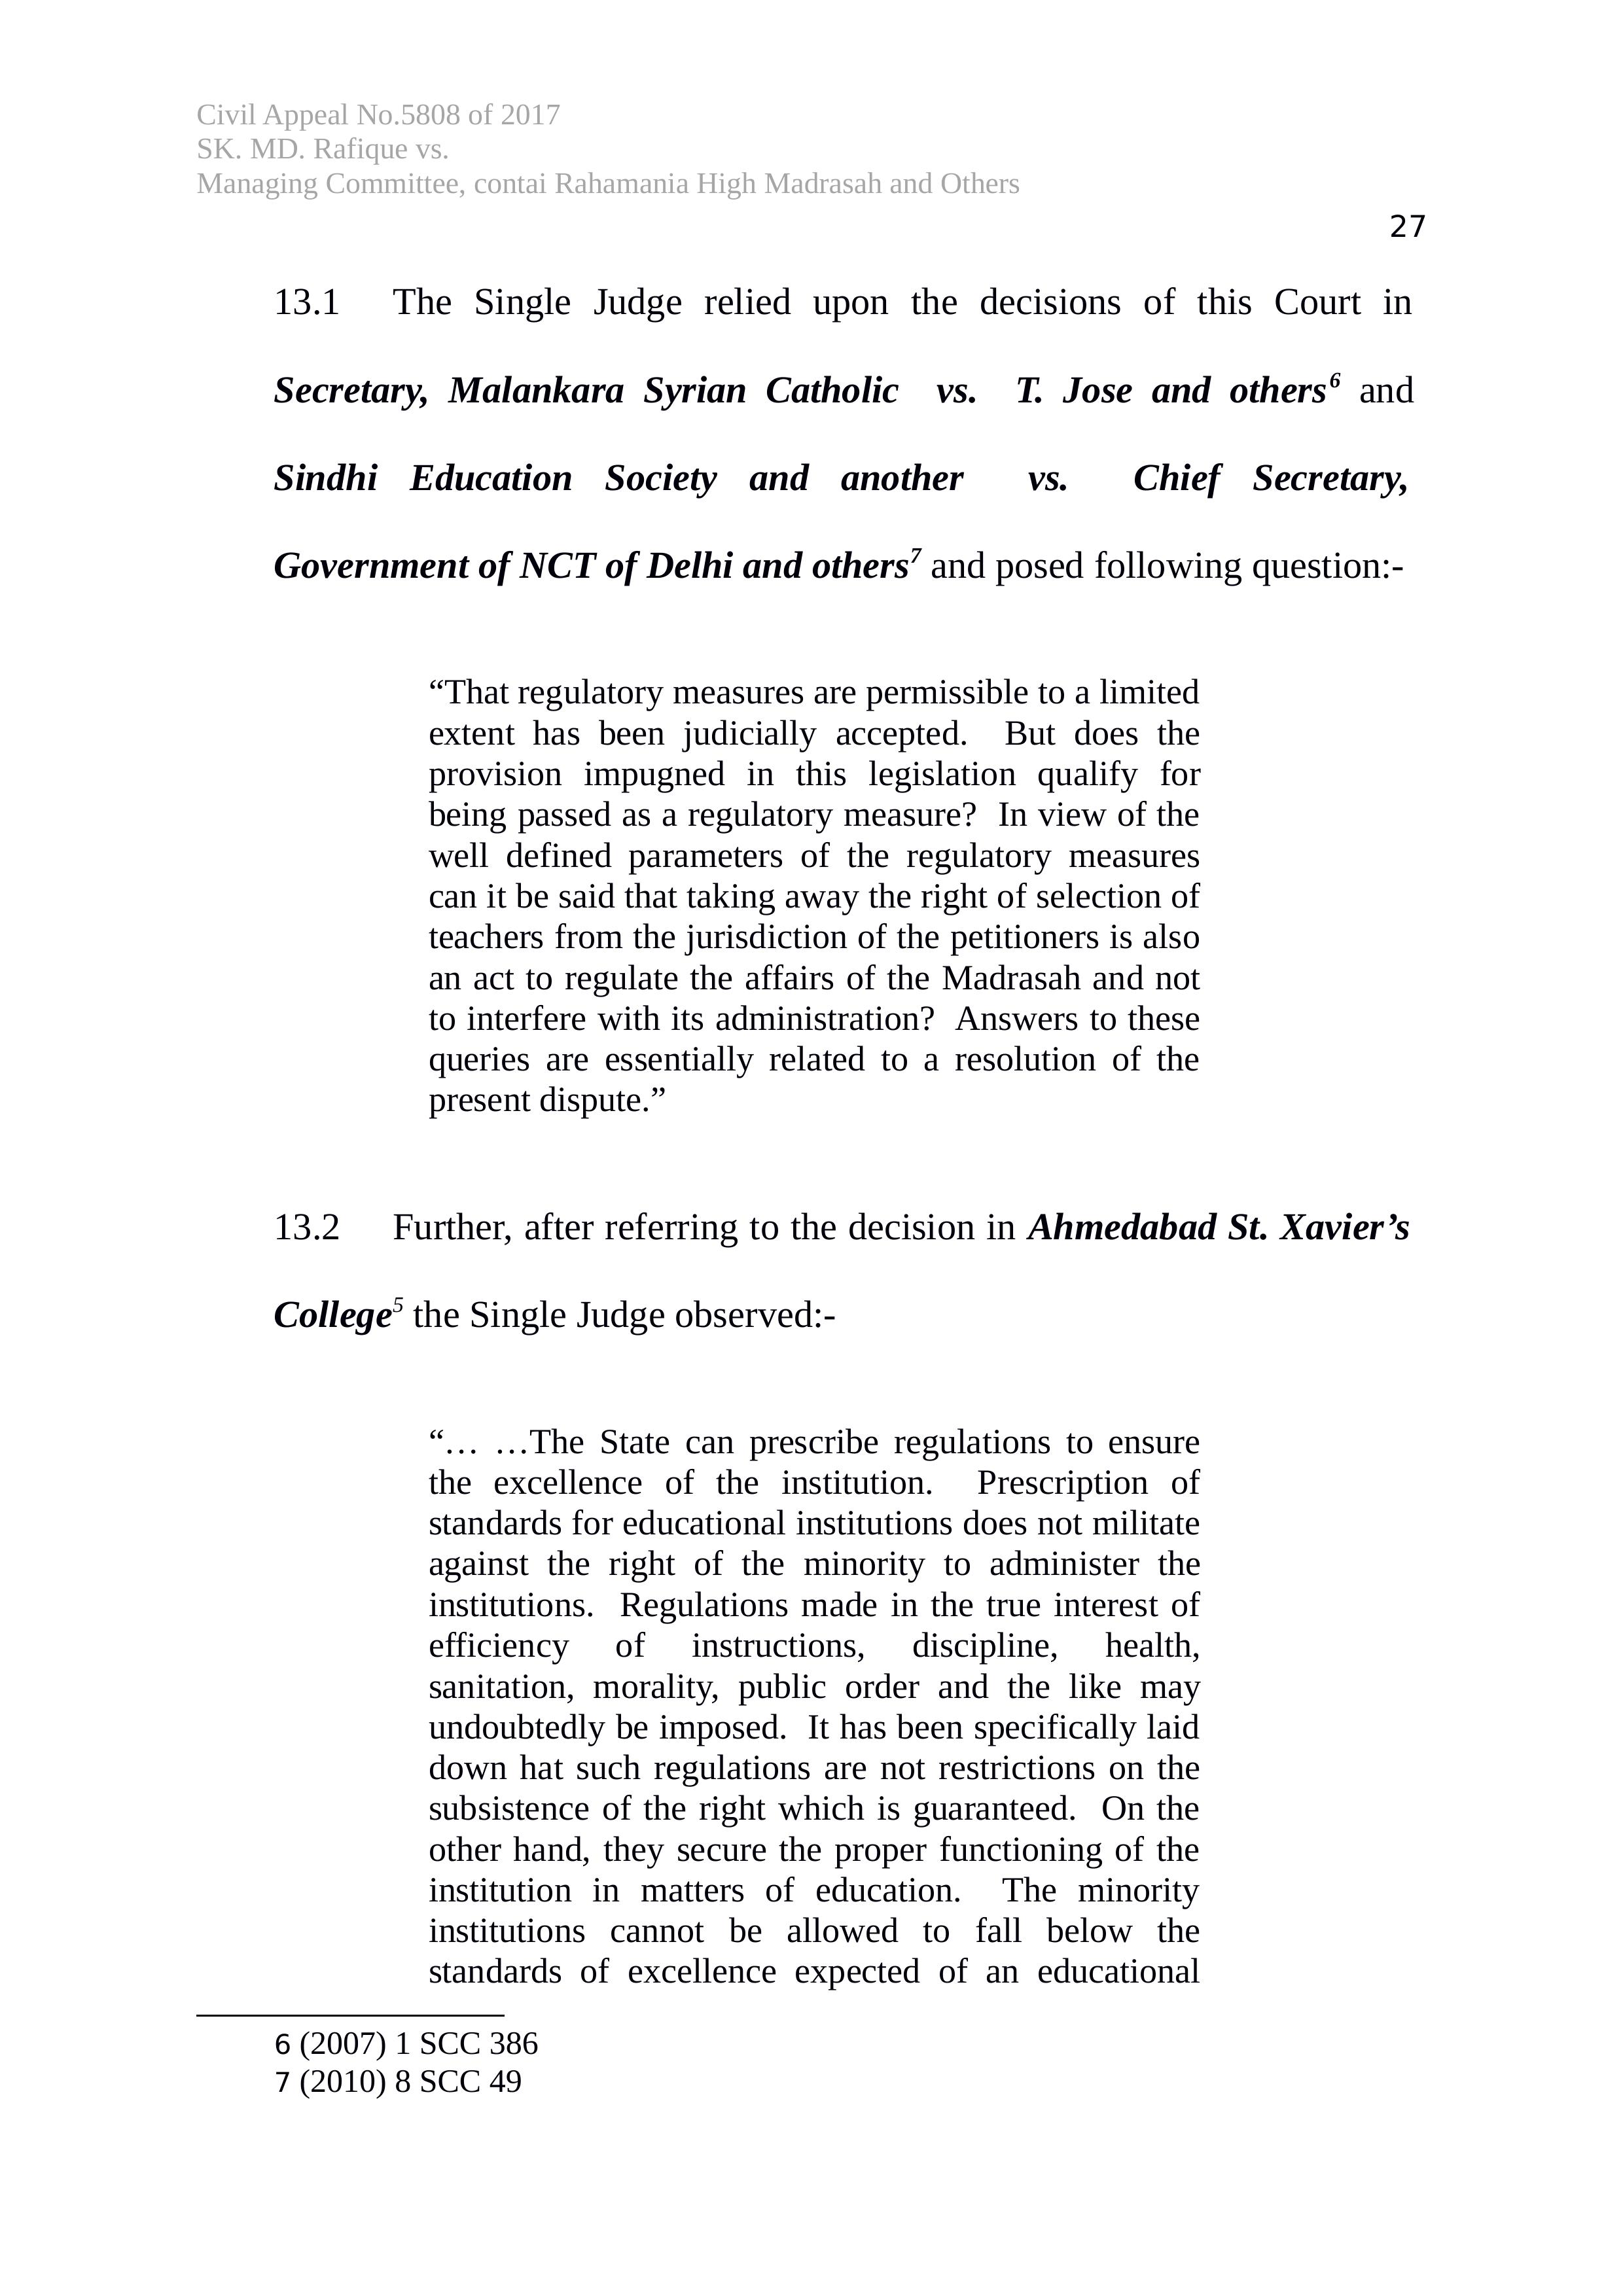 Civil Appeal No.5808 of 2017
SK. MD. Rafique vs.
Managing Committee, contai Rahamania High Madrasah and Others
27
13.1 The Single Judge relied upon the decisions of this Court in
Secretary, Malankara Syrian Catholic vs. T. Jose and others6 and
Sindhi Education Society and another vs. Chief Secretary,
Government of NCT of Delhi and others7 and posed following question:-
“That regulatory measures are permissible to a limited
extent has been judicially accepted. But does the
provision impugned in this legislation qualify for
being passed as a regulatory measure? In view of the
well defined parameters of the regulatory measures
can it be said that taking away the right of selection of
teachers from the jurisdiction of the petitioners is also
an act to regulate the affairs of the Madrasah and not
to interfere with its administration? Answers to these
queries are essentially related to a resolution of the
present dispute.”
13.2 Further, after referring to the decision in Ahmedabad St. Xavier’s
College5 the Single Judge observed:-
“… …The State can prescribe regulations to ensure
the excellence of the institution. Prescription of
standards for educational institutions does not militate
against the right of the minority to administer the
institutions. Regulations made in the true interest of
efficiency of instructions, discipline, health,
sanitation, morality, public order and the like may
undoubtedly be imposed. It has been specifically laid
down hat such regulations are not restrictions on the
subsistence of the right which is guaranteed. On the
other hand, they secure the proper functioning of the
institution in matters of education. The minority
institutions cannot be allowed to fall below the
standards of excellence expected of an educational
6 (2007) 1 SCC 386
7 (2010) 8 SCC 49